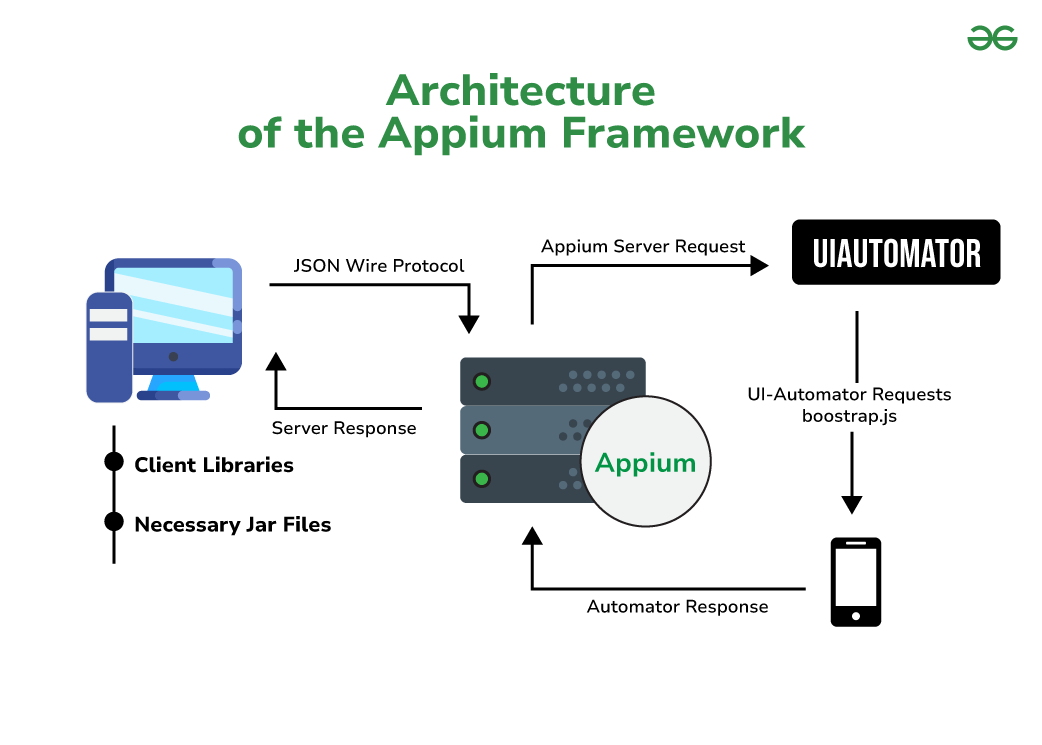 Architecture
of the Appium Framework
JSON Wire Protocol
Appium Server Request
UIAUTOMATOR
UI-Automator Requests
boostrap.js
Server Response
Client Libraries
Necessary Jar Files
Appium
Automator Response